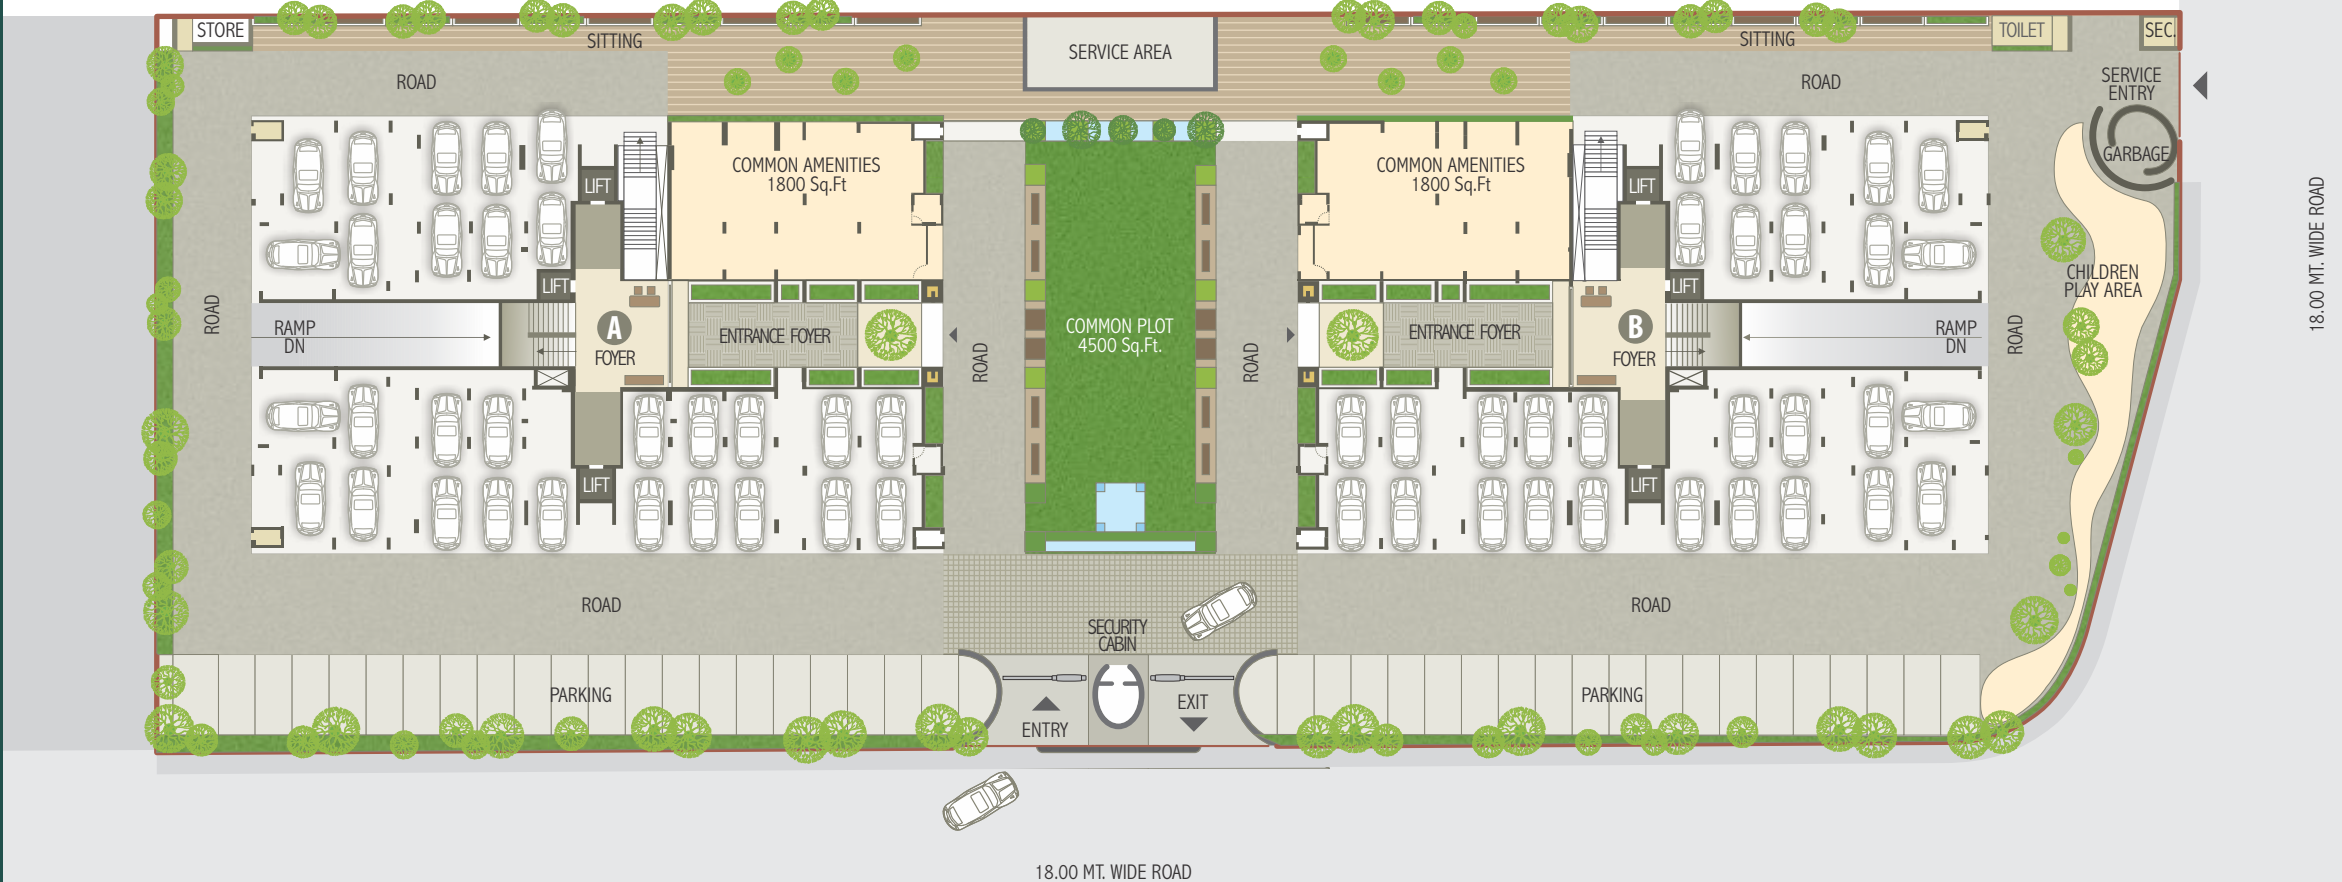 STORE
SITTING
SERVICE AREA
SITTING
TOILET
SEC.
ROAD
ROAD
SERVICE
ENTRY
GARBAGE
LIFT
COMMON AMENITIES
1800 Sq.Ft
COMMON AMENITIES
1800 Sq.Ft
LIFT
18.00 MT. WIDE ROAD
LIFT
LIFT
CHILDREN
PLAY AREA
ROAD
RAMP
DN
A
FOYER
ENTRANCE FOYER
ROAD
COMMON PLOT
4500 Sq.Ft.
ROAD
ENTRANCE FOYER
B
FOYER
RAMP
DN
ROAD
LIFT
LIFT
ROAD
SECURITY
CABIN
ROAD
PARKING
ENTRY
EXIT
PARKING
18.00 MT. WIDE ROAD